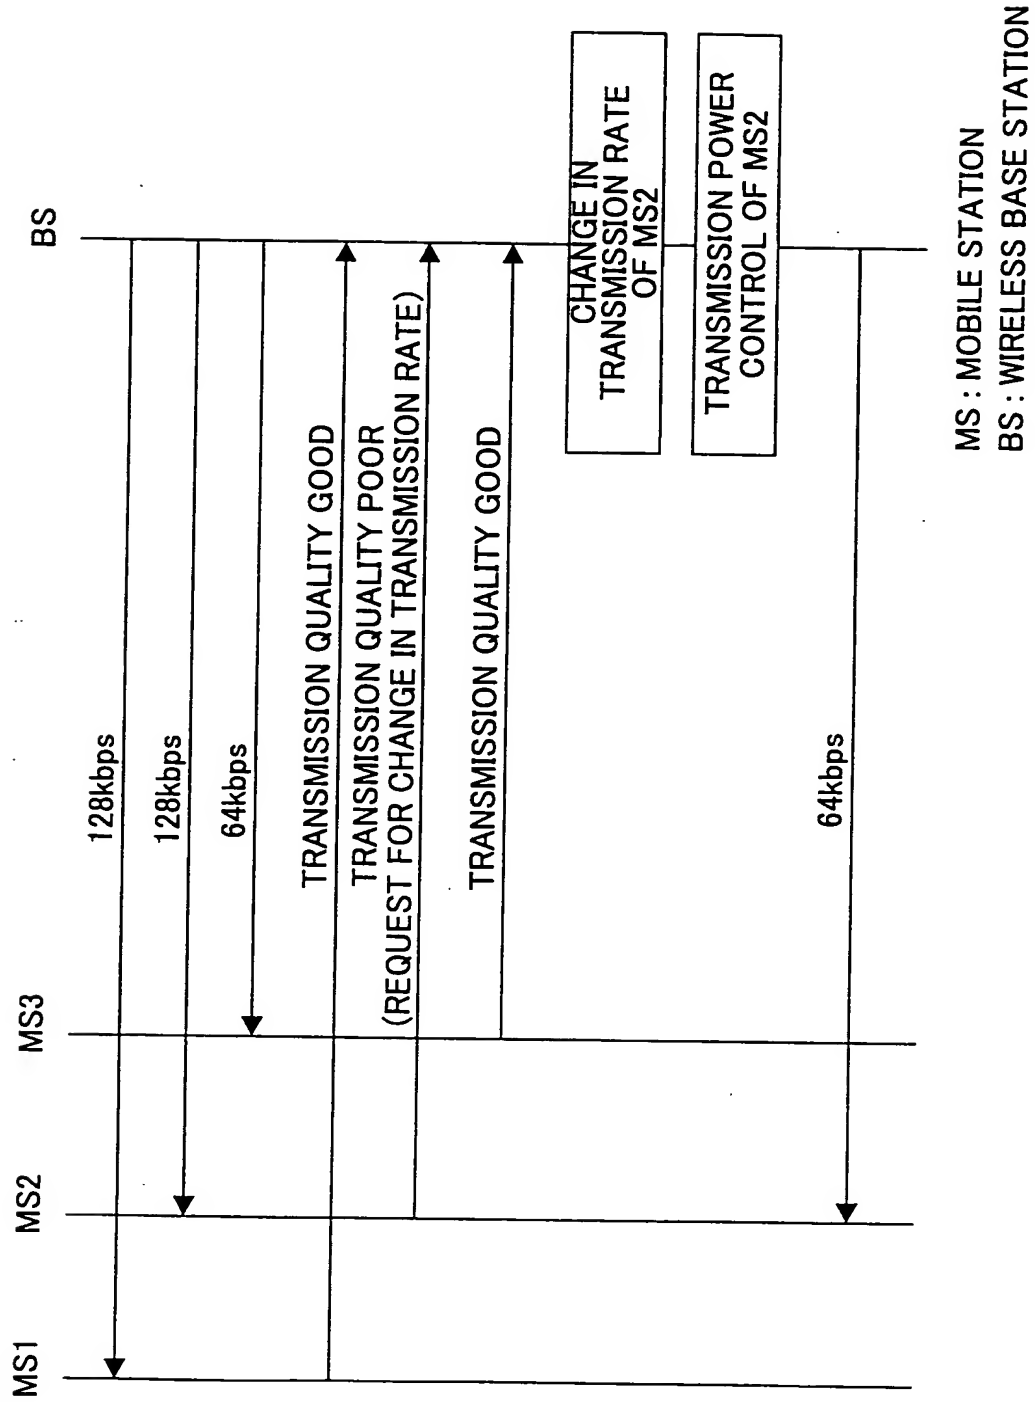 MS1
MS2
MS3
BS
128kbps
128kbps
64kbps
TRANSMISSION QUALITY GOOD
TRANSMISSION QUALITY POOR
(REQUEST FOR CHANGE IN TRANSMISSION RATE)
TRANSMISSION QUALITY GOOD
CHANGE IN
TRANSMISSION RATE
OF MS2
TRANSMISSION POWER
CONTROL OF MS2
64kbps
MS : MOBILE STATION
BS : WIRELESS BASE STATION